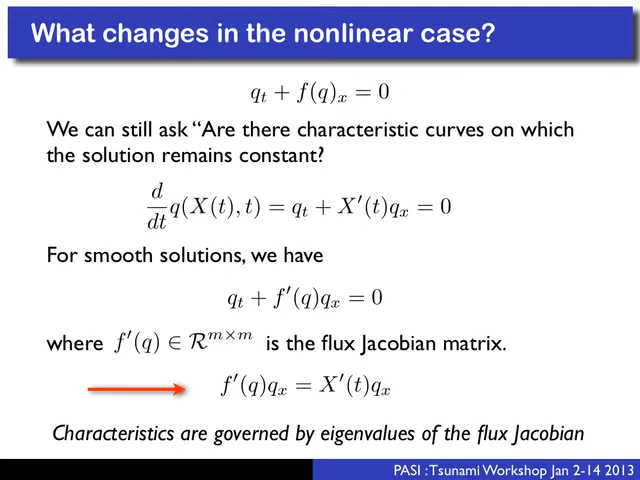 What changes in the nonlinear case?
q_t + f(q)_x = 0
We can still ask “Are there characteristic curves on which
the solution remains constant?
d/dt q(X(t), t) = q_t + X′(t)q_x = 0
For smooth solutions, we have
q_t + f′(q)q_x = 0
where f′(q) ∈ ℛ^{m×m} is the flux Jacobian matrix.
f′(q)q_x = X′(t)q_x
Characteristics are governed by eigenvalues of the flux Jacobian
PASI : Tsunami Workshop Jan 2-14 2013